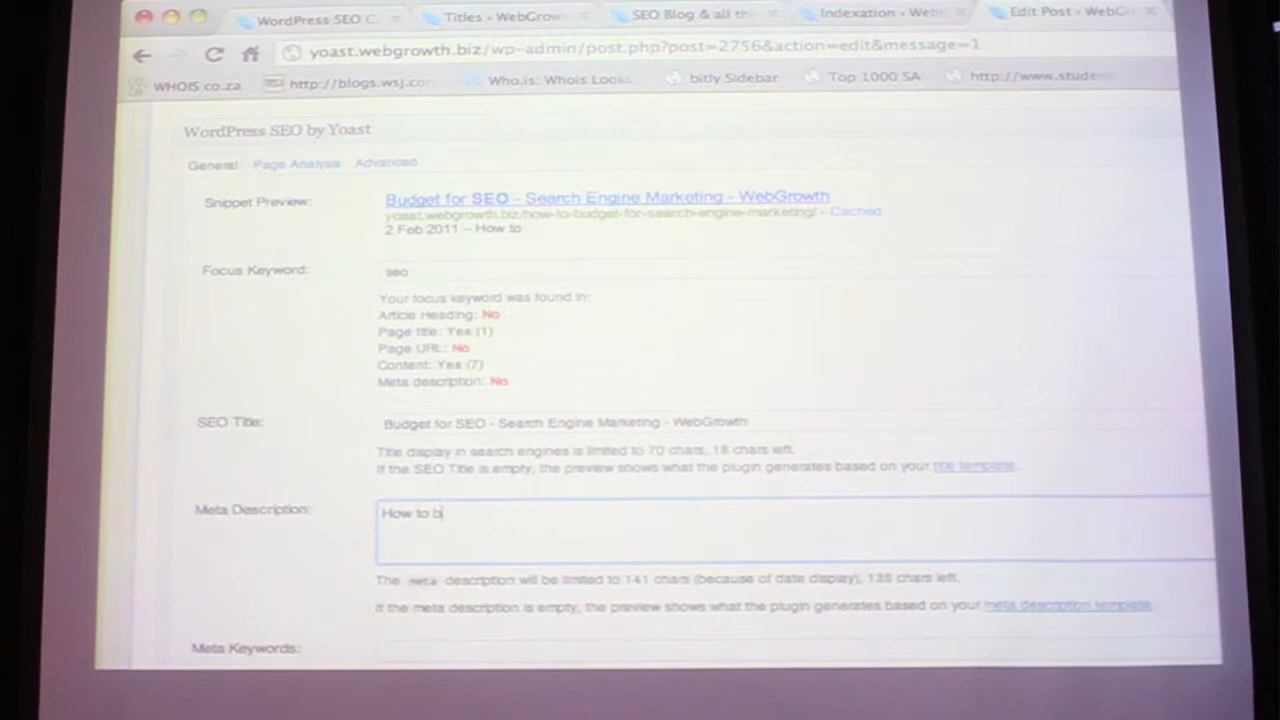 WordPress SEO C
Titles ‹ WebGrow
SEO Blog & all th
Indexation ‹ Web
Edit Post ‹ WebG
yoast.webgrowth.biz/wp-admin/post.php?post=2756&action=edit&message=1
WHOIS co.za
http://blogs.wsj.co
Who.is: Whois Look
bitly Sidebar
Top 1000 SA
http://www.studen
WordPress SEO by Yoast
General Page Analysis Advanced
Snippet Preview:
Budget for SEO - Search Engine Marketing - WebGrowth
yoast.webgrowth.biz/how-to-budget-for-search-engine-marketing/ - Cached
2 Feb 2011 – How to
Focus Keyword:
seo
Your focus keyword was found in:
Article Heading: No
Page title: Yes (1)
Page URL: No
Content: Yes (7)
Meta description: No
SEO Title:
Budget for SEO - Search Engine Marketing - WebGrowth
Title display in search engines is limited to 70 chars, 18 chars left.
If the SEO Title is empty, the preview shows what the plugin generates based on your title template.
Meta Description:
How to b
The meta description will be limited to 141 chars (because of date display), 135 chars left.
If the meta description is empty, the preview shows what the plugin generates based on your meta description template.
Meta Keywords: